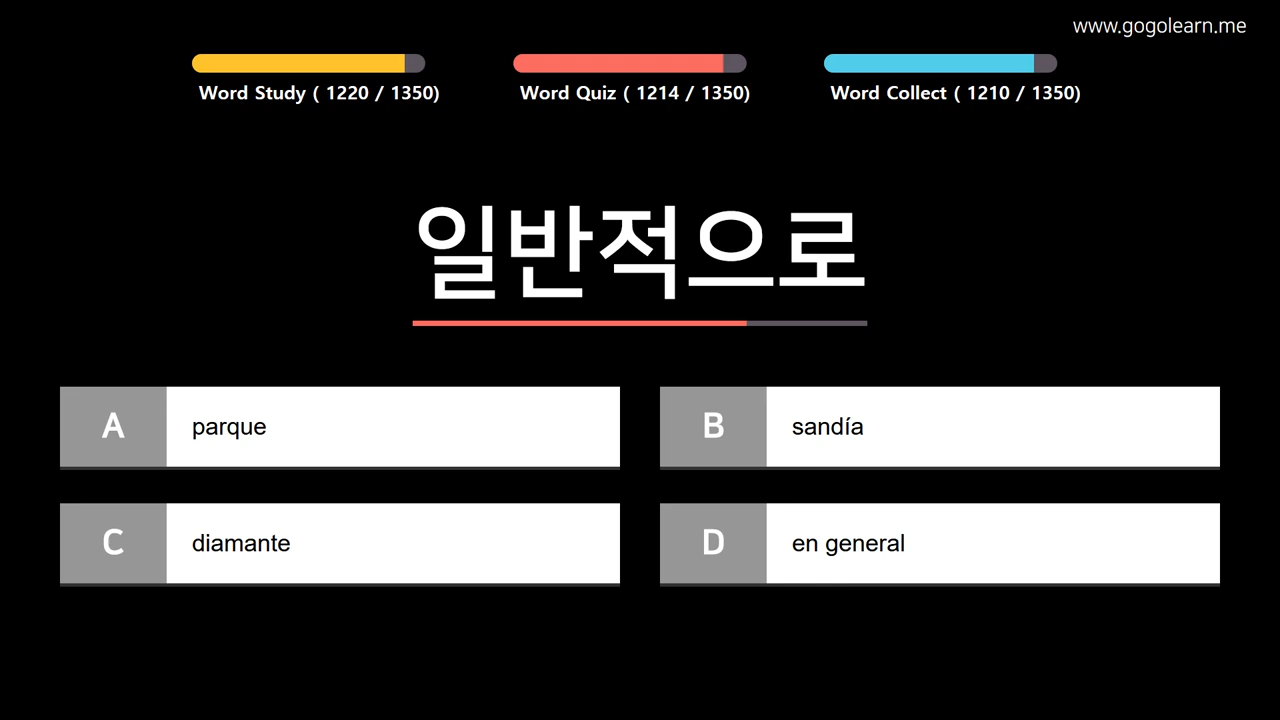 www.gogolearn.me
Word Study ( 1220 / 1350)
Word Quiz ( 1214 / 1350)
Word Collect ( 1210 / 1350)
일반적으로
A
parque
B
sandía
C
diamante
D
en general